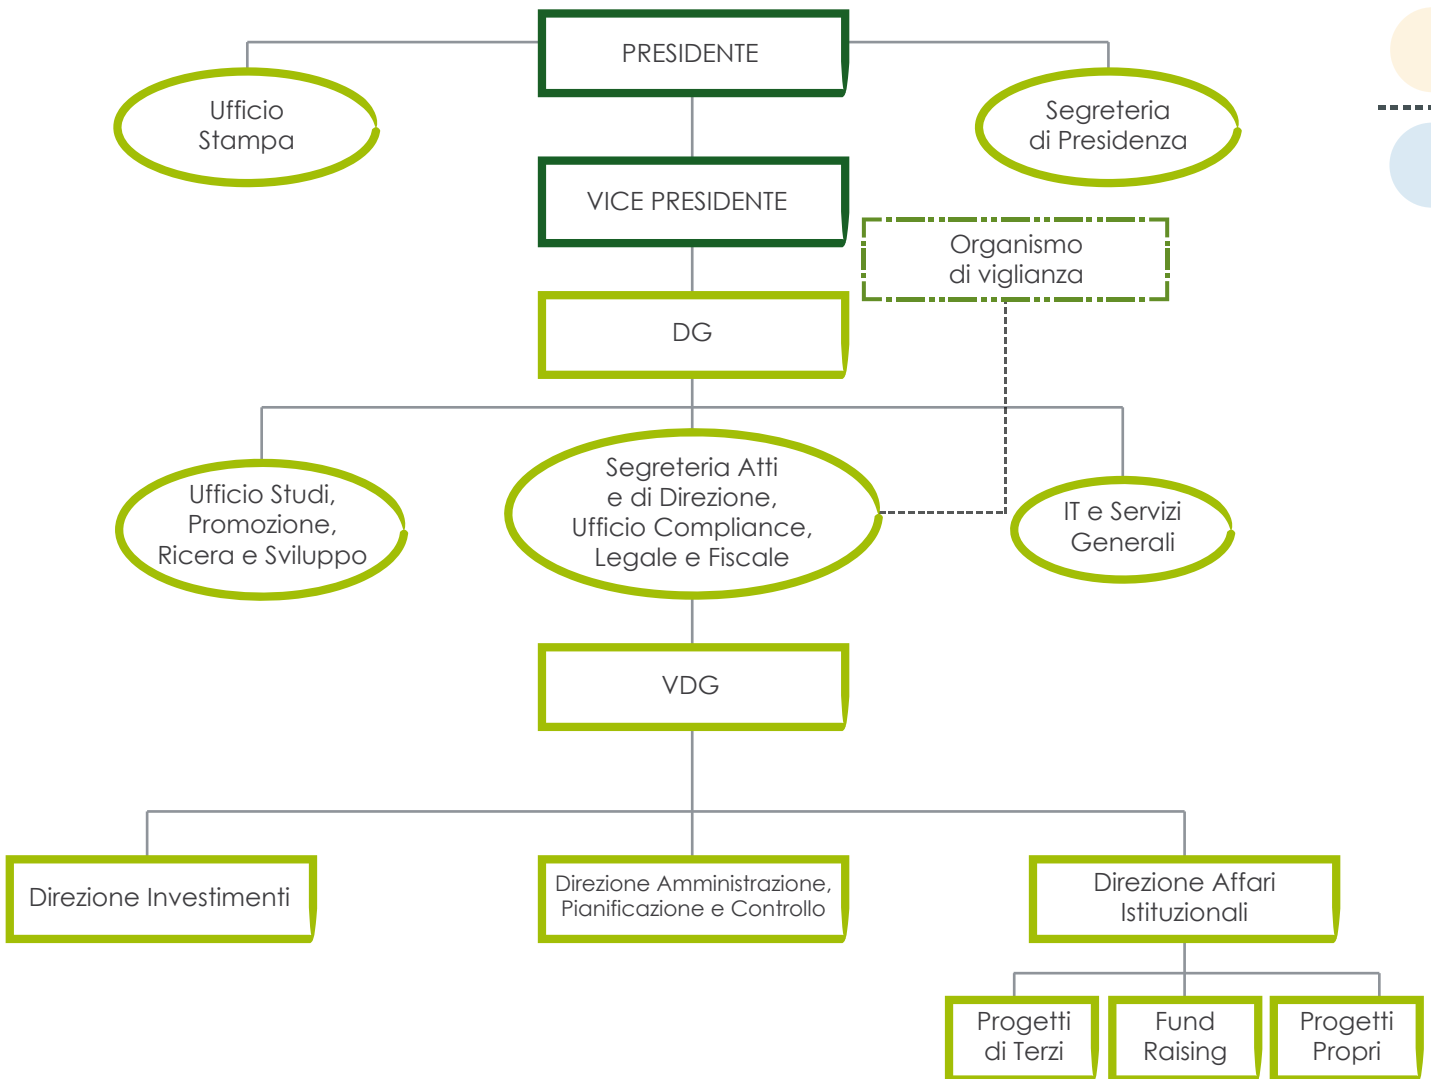 PRESIDENTE
Ufficio
Stampa
Segreteria
di Presidenza
VICE PRESIDENTE
Organismo
di viglianza
DG
Ufficio Studi,
Promozione,
Ricera e Sviluppo
Segreteria Atti
e di Direzione,
Ufficio Compliance,
Legale e Fiscale
IT e Servizi
Generali
VDG
Direzione Investimenti
Direzione Amministrazione,
Pianificazione e Controllo
Direzione Affari
Istituzionali
Progetti
di Terzi
Fund
Raising
Progetti
Propri